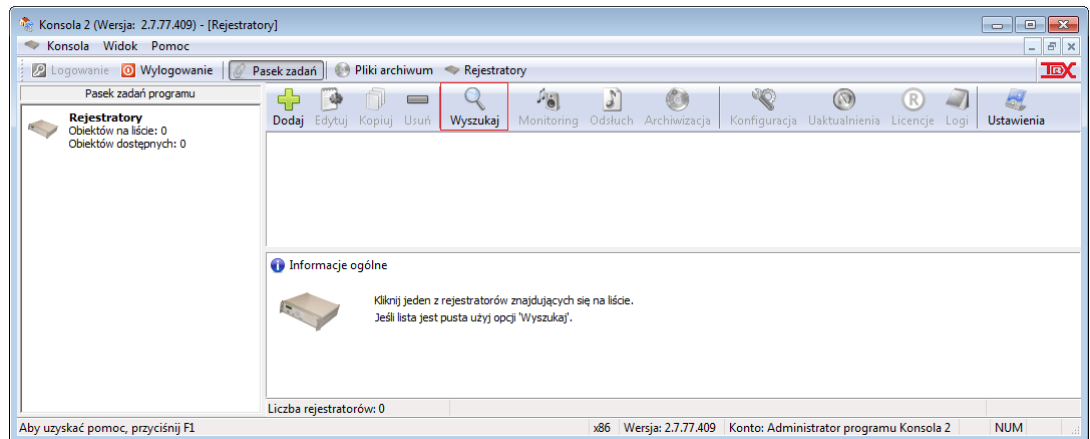 Konsola 2 (Wersja: 2.7.77.409) - [Rejestratory]
Konsola Widok Pomoc
Logowanie Wylogowanie Pasek zadań Pliki archiwum Rejestratory TRX
Pasek zadań programu
Rejestratory
Obiektów na liście: 0
Obiektów dostępnych: 0
Dodaj Edytuj Kopiuj Usuń Wyszukaj Monitoring Odsłuch Archiwizacja Konfiguracja Uaktualnienia Licencje Logi Ustawienia
Informacje ogólne
Kliknij jeden z rejestratorów znajdujących się na liście.
Jeśli lista jest pusta użyj opcji 'Wyszukaj'.
Liczba rejestratorów: 0
Aby uzyskać pomoc, przyciśnij F1 x86 Wersja: 2.7.77.409 Konto: Administrator programu Konsola 2 NUM